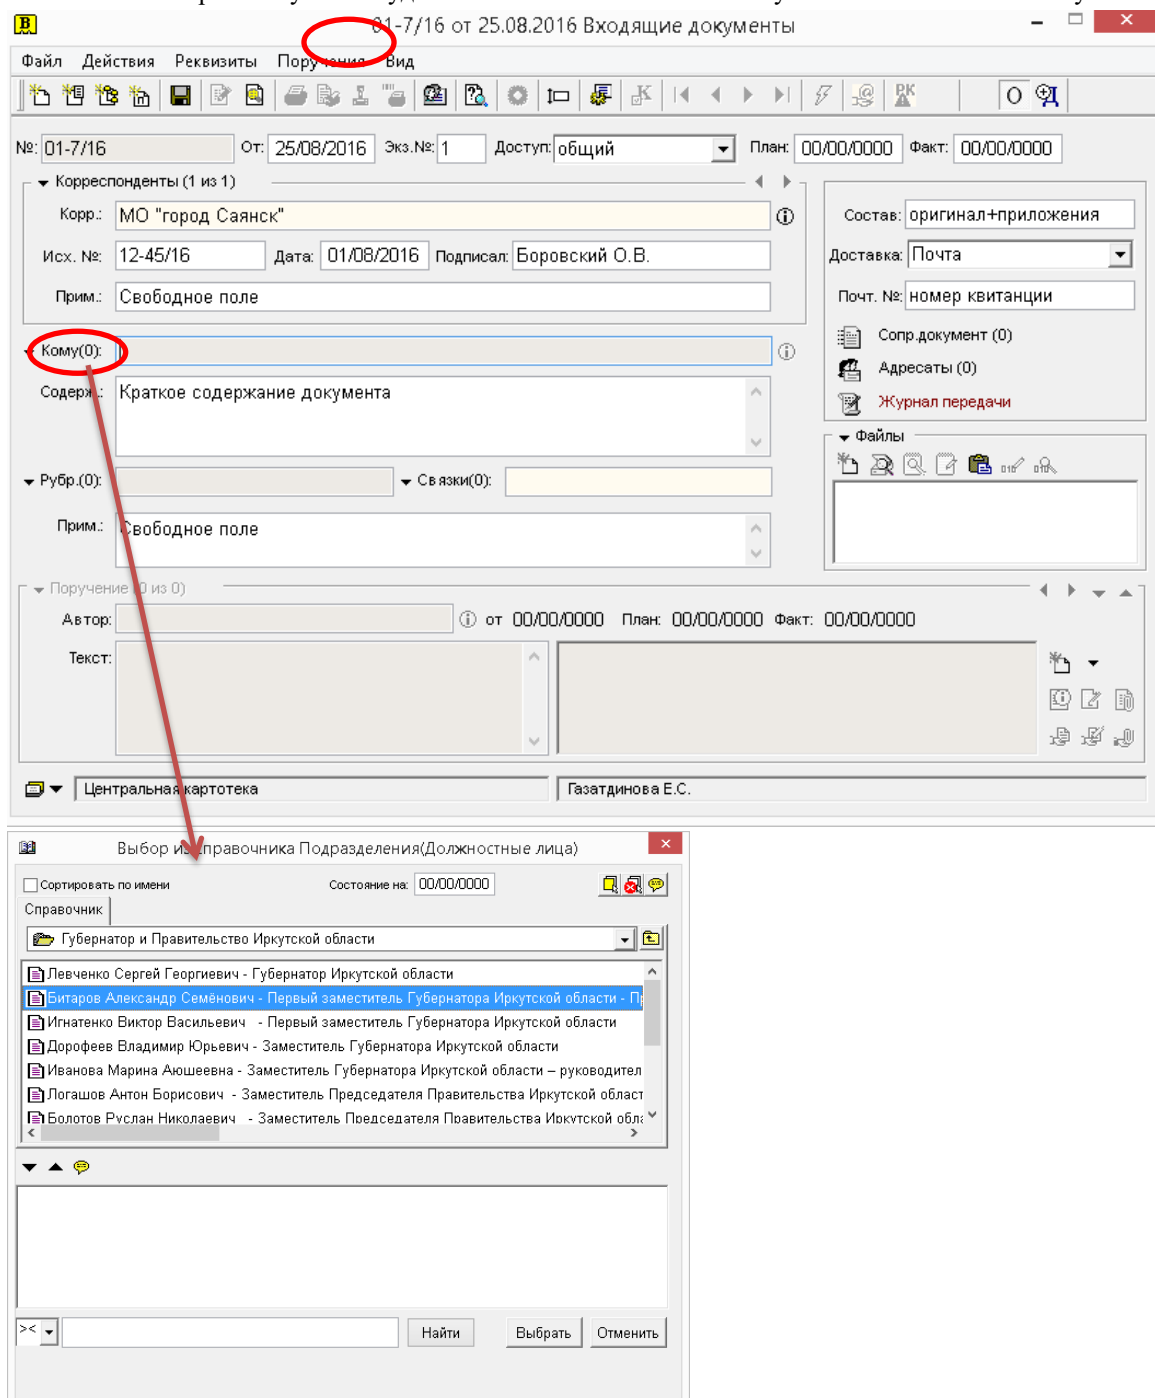 01-7/16 от 25.08.2016 Входящие документы
Файл Действия Реквизиты Поручения Вид
О
№: 01-7/16 От: 25/08/2016 Экз.№: 1 Доступ: общий План: 00/00/0000 Факт: 00/00/0000
Корреспонденты (1 из 1)
Корр.: МО "город Саянск"
Состав: оригинал+приложения
Исх. №: 12-45/16 Дата: 01/08/2016 Подписал: Боровский О.В.
Доставка: Почта
Прим.: Свободное поле
Почт. №: номер квитанции
Сопр.документ (0)
Кому(0):
Адресаты (0)
Содерж.: Краткое содержание документа
Журнал передачи
Файлы
Рубр.(0): Связки(0):
Прим.: Свободное поле
Поручение (0 из 0)
Автор: от 00/00/0000 План: 00/00/0000 Факт: 00/00/0000
Текст:
Центральная картотека Газатдинова Е.С.
Выбор из справочника Подразделения(Должностные лица)
Сортировать по имени Состояние на: 00/00/0000
Справочник
Губернатор и Правительство Иркутской области
Левченко Сергей Георгиевич - Губернатор Иркутской области
Битаров Александр Семёнович - Первый заместитель Губернатора Иркутской области - Пр
Игнатенко Виктор Васильевич - Первый заместитель Губернатора Иркутской области
Дорофеев Владимир Юрьевич - Заместитель Губернатора Иркутской области
Иванова Марина Аюшеевна - Заместитель Губернатора Иркутской области – руководител
Логашов Антон Борисович - Заместитель Председателя Правительства Иркутской област
Болотов Руслан Николаевич - Заместитель Председателя Правительства Иркутской обла
>< Найти Выбрать Отменить